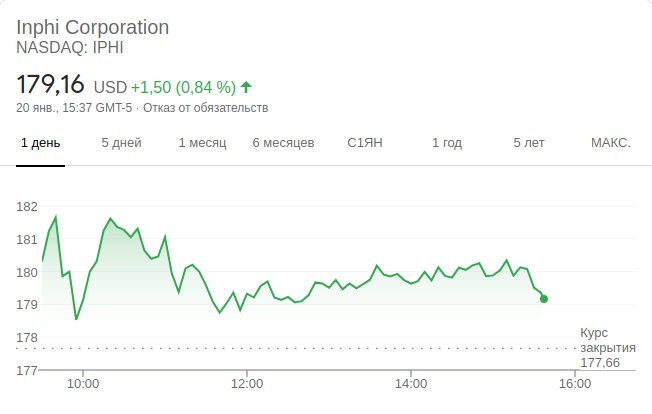 Inphi Corporation
NASDAQ: IPHI
179,16 USD +1,50 (0,84 %)
20 янв., 15:37 GMT-5 · Отказ от обязательств
1 день 5 дней 1 месяц 6 месяцев С1ЯН 1 год 5 лет МАКС.
182
181
180
179
178
177
Курс
закрытия
177,66
10:00 12:00 14:00 16:00